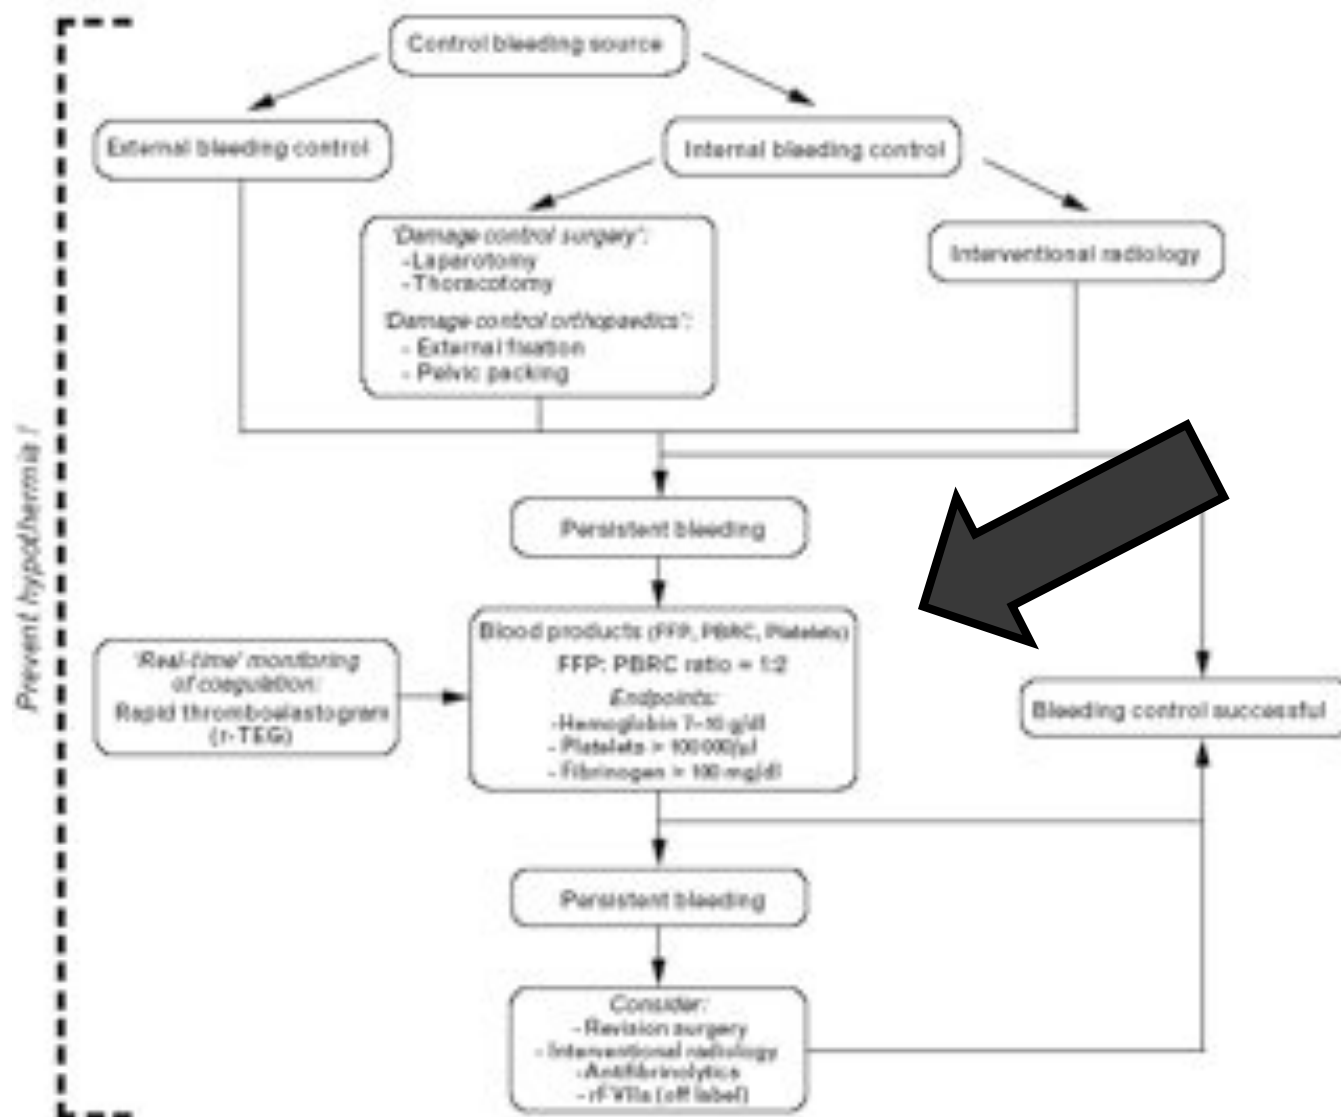 Control bleeding source
External bleeding control
Internal bleeding control
'Damage control surgery':
-Laparotomy
-Thoracotomy
'Damage control orthopaedics':
- External fixation
- Pelvic packing
Interventional radiology
Prevent hypothermia!
Persistent bleeding
'Real-time' monitoring
of coagulation:
Rapid thromboelastogram
(r-TEG)
Blood products (FFP, PBRC, Platelets)
FFP: PBRC ratio = 1:2
Endpoints:
-Hemoglobin 7-10 g/dl
- Platelets > 100 000/µl
- Fibrinogen > 100 mg/dl
Bleeding control successful
Persistent bleeding
Consider:
- Revision surgery
- Interventional radiology
-Antifibrinolytics
- rFVIIa (off label)